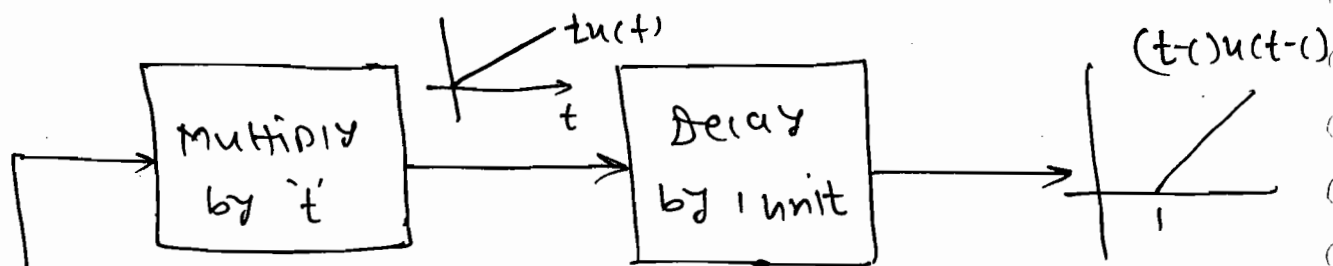 tu(t)
(t-1)u(t-1)
t
Multiply
by 't'
Delay
by 1 unit
1